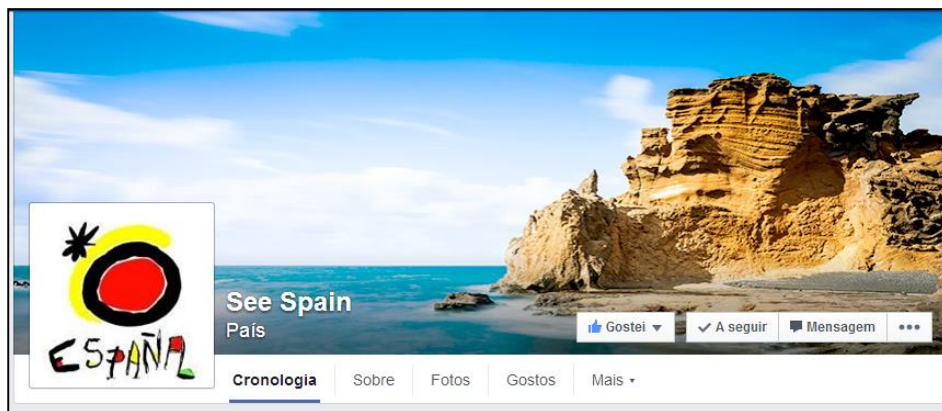 ESPAÑA
See Spain
País
Gostei
A seguir
Mensagem
Cronologia
Sobre
Fotos
Gostos
Mais